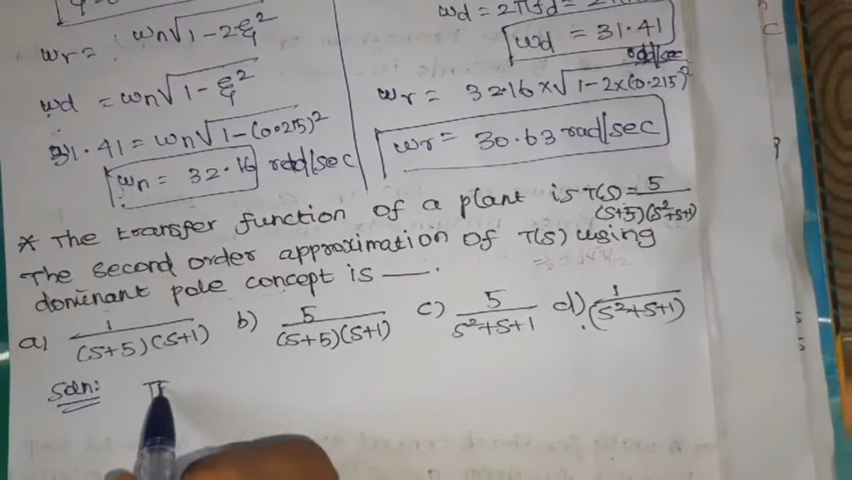 ωr = ωn√1-2ξ²
ωd = ωn√1-ξ²
31.41 = ωn√1-(0.215)²
ωn = 32.16 rad/sec
ωd = 31.41
rad/sec
ωr = 32.16×√1-2×(0.215)²
ωr = 30.63 rad/sec
* The transfer function of a plant is T(S)= 5/(S+5)(S²+S+1)
The second order approximation of T(S) using
dominant pole concept is ___.
a) 1/(S+5)(S+1) b) 5/(S+5)(S+1) c) 5/S²+S+1 d) 1/(S²+S+1)
Soln: T